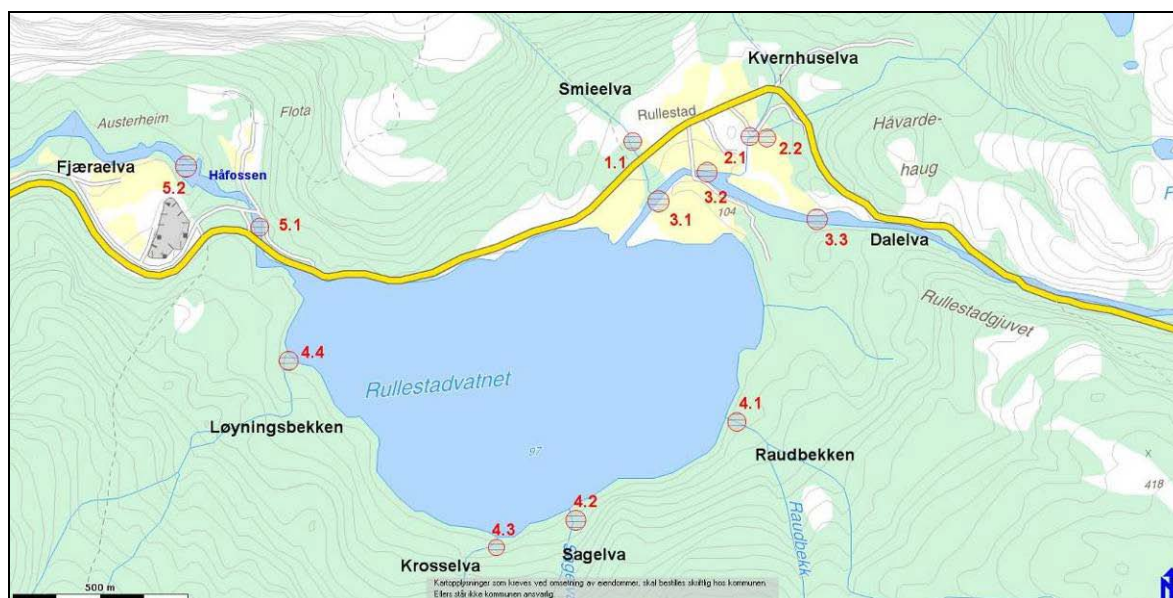 Kvernhuselva
Smieelva
Rullestad
Austerheim
Flota
Håvarde-
haug
Fjæraelva
Håfossen
5.2
5.1
1.1
2.1
2.2
3.2
3.1
104
3.3
Dalelva
Rullestadgjuvet
4.4
Rullestadvatnet
Løyningsbekken
4.1
97
Raudbekken
418
4.2
4.3
Sagelva
Krosselva
Raudbekk
500 m
Kartopplysninger som kreves ved omsetning av eiendommer, skal bestilles skriftlig hos kommunen.
Ellers står ikke kommunen ansvarlig.
N